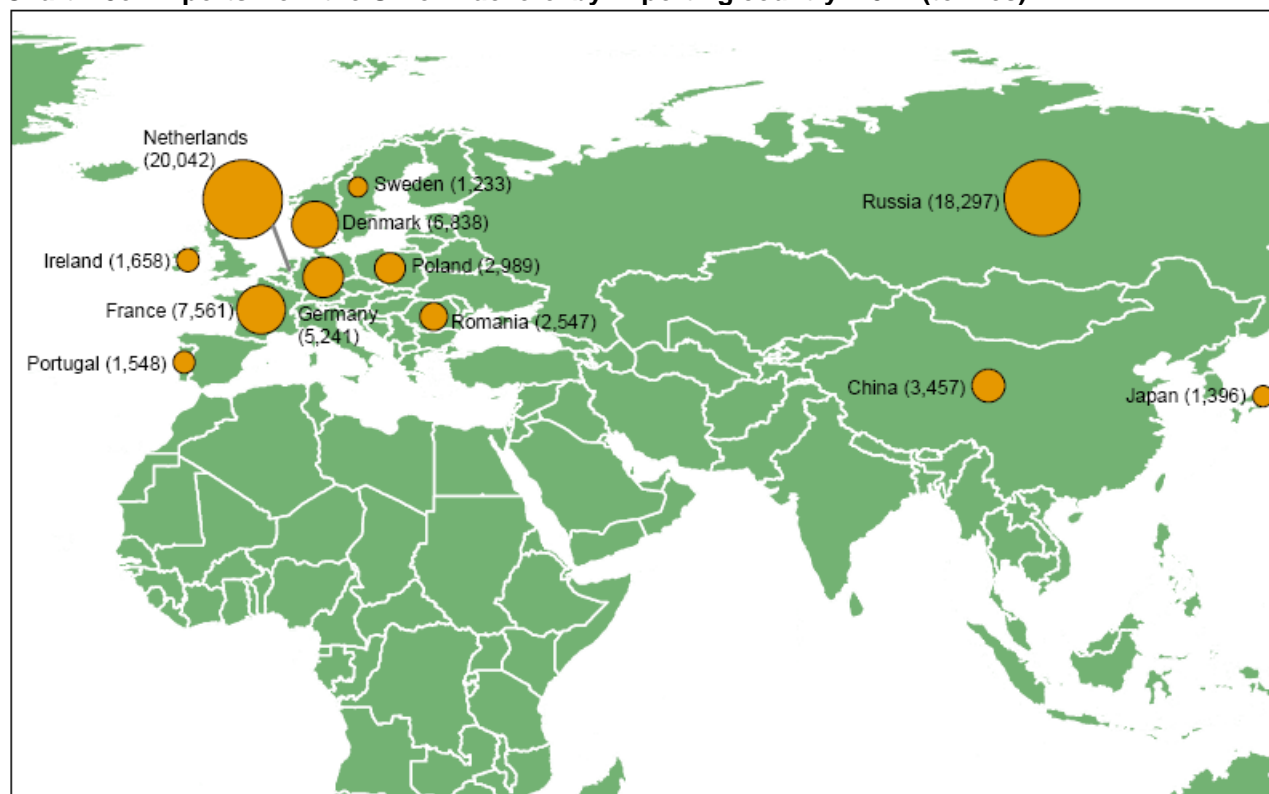 Netherlands
(20,042)
Sweden (1,233)
Russia (18,297)
Denmark (6,838)
Ireland (1,658)
Poland (2,989)
France (7,561)
Germany
(5,241)
Romania (2,547)
Portugal (1,548)
China (3,457)
Japan (1,396)